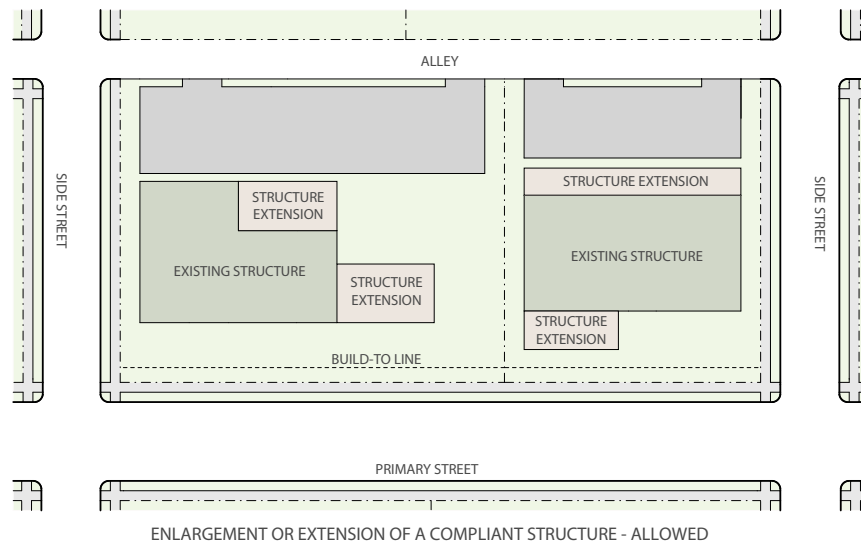 ALLEY
SIDE STREET
SIDE STREET
STRUCTURE
EXTENSION
STRUCTURE EXTENSION
EXISTING STRUCTURE
EXISTING STRUCTURE
STRUCTURE
EXTENSION
STRUCTURE
EXTENSION
BUILD-TO LINE
PRIMARY STREET
ENLARGEMENT OR EXTENSION OF A COMPLIANT STRUCTURE - ALLOWED